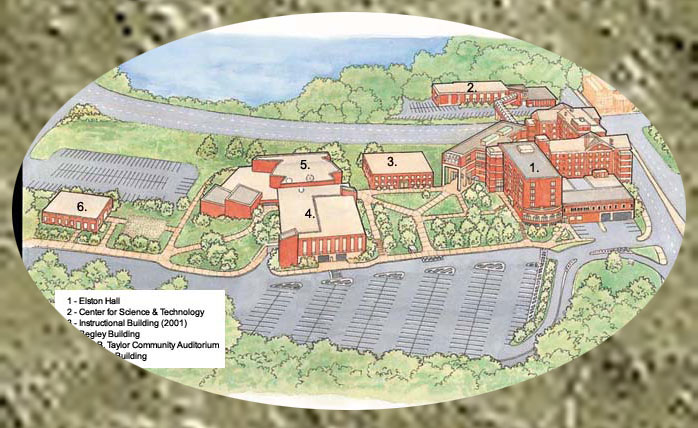 2.
1.
3.
5.
4.
6.
1 - Elston Hall
2 - Center for Science & Technology
- Instructional Building (2001)
Begley Building
B. Taylor Community Auditorium
Building